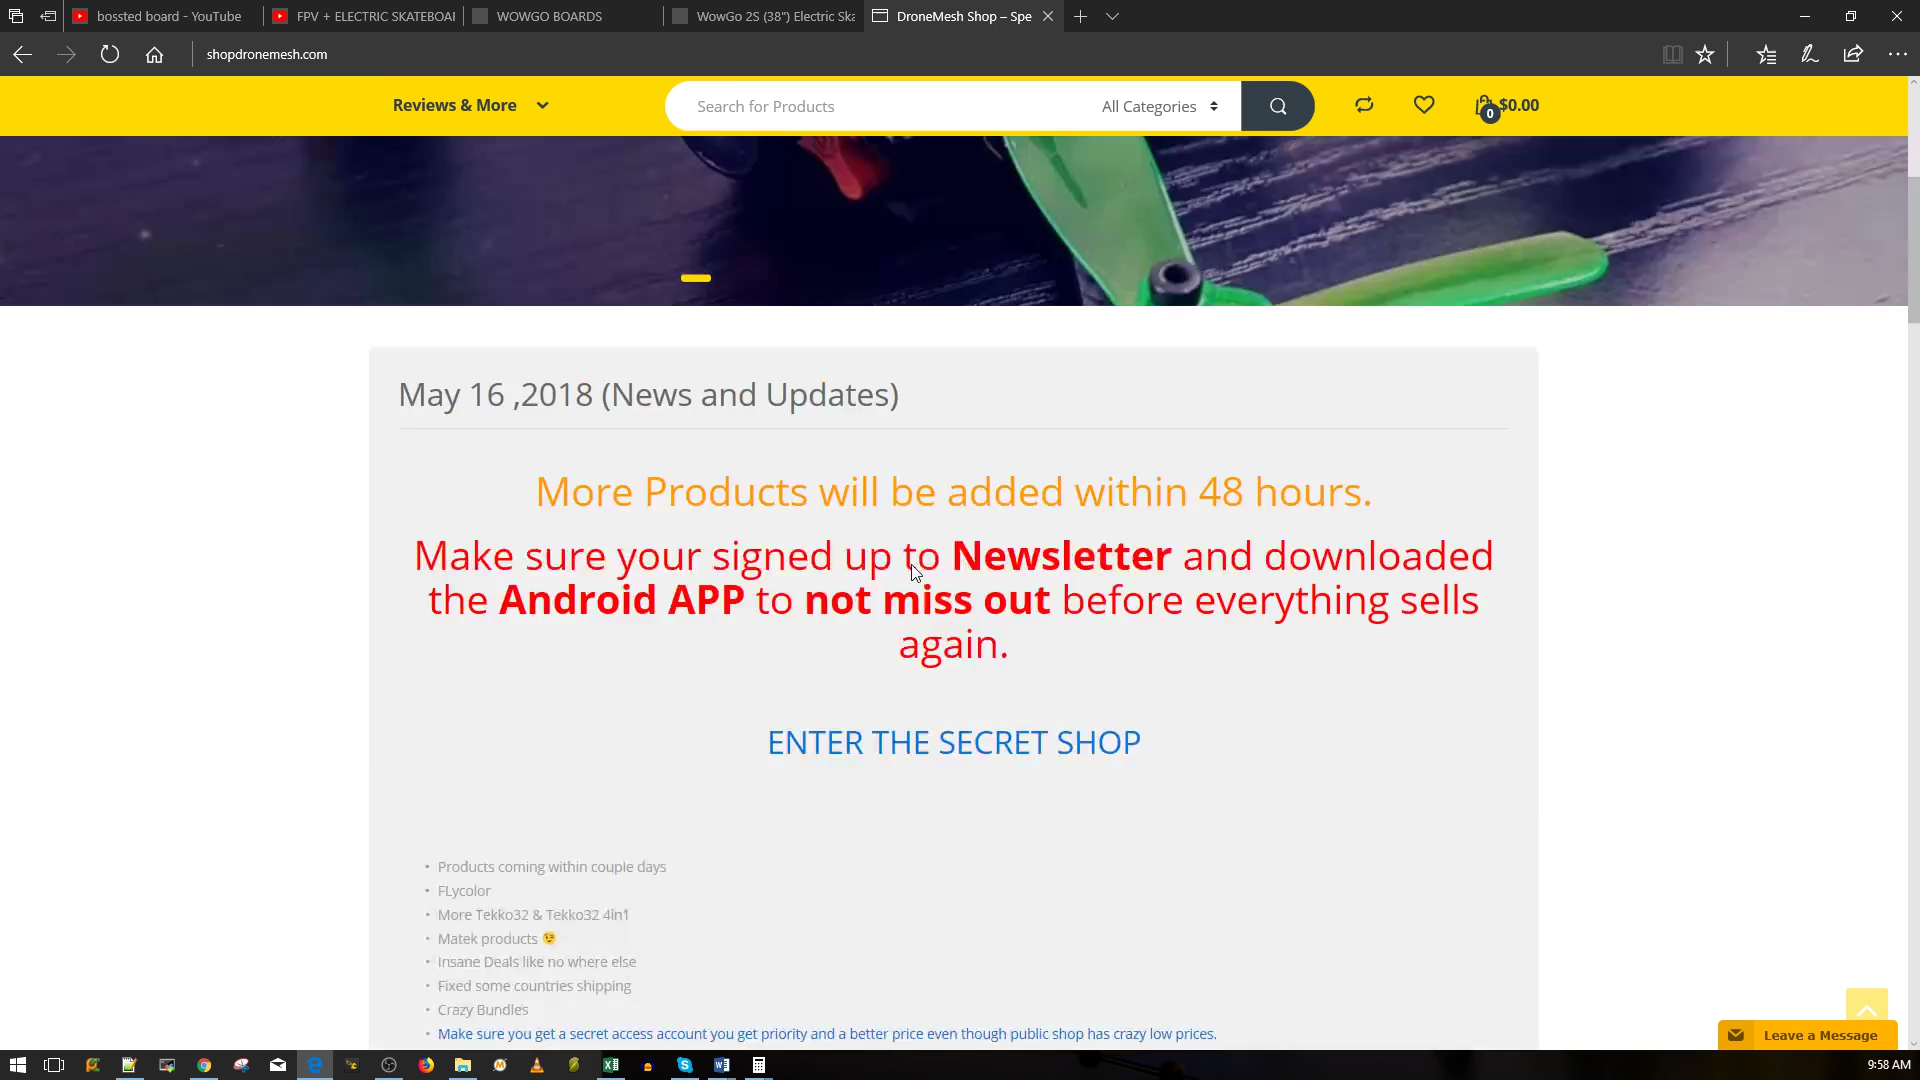 bossted board - YouTube
FPV + ELECTRIC SKATEBOAI
WOWGO BOARDS
WowGo 2S (38") Electric Ska
DroneMesh Shop – Spe
shopdronemesh.com
Reviews & More
Search for Products
All Categories
0
$0.00
May 16 ,2018 (News and Updates)
More Products will be added within 48 hours.
Make sure your signed up to Newsletter and downloaded
the Android APP to not miss out before everything sells
again.
ENTER THE SECRET SHOP
• Products coming within couple days
• FLycolor
• More Tekko32 & Tekko32 4in1
• Matek products 😉
• Insane Deals like no where else
• Fixed some countries shipping
• Crazy Bundles
• Make sure you get a secret access account you get priority and a better price even though public shop has crazy low prices.
Leave a Message
9:58 AM